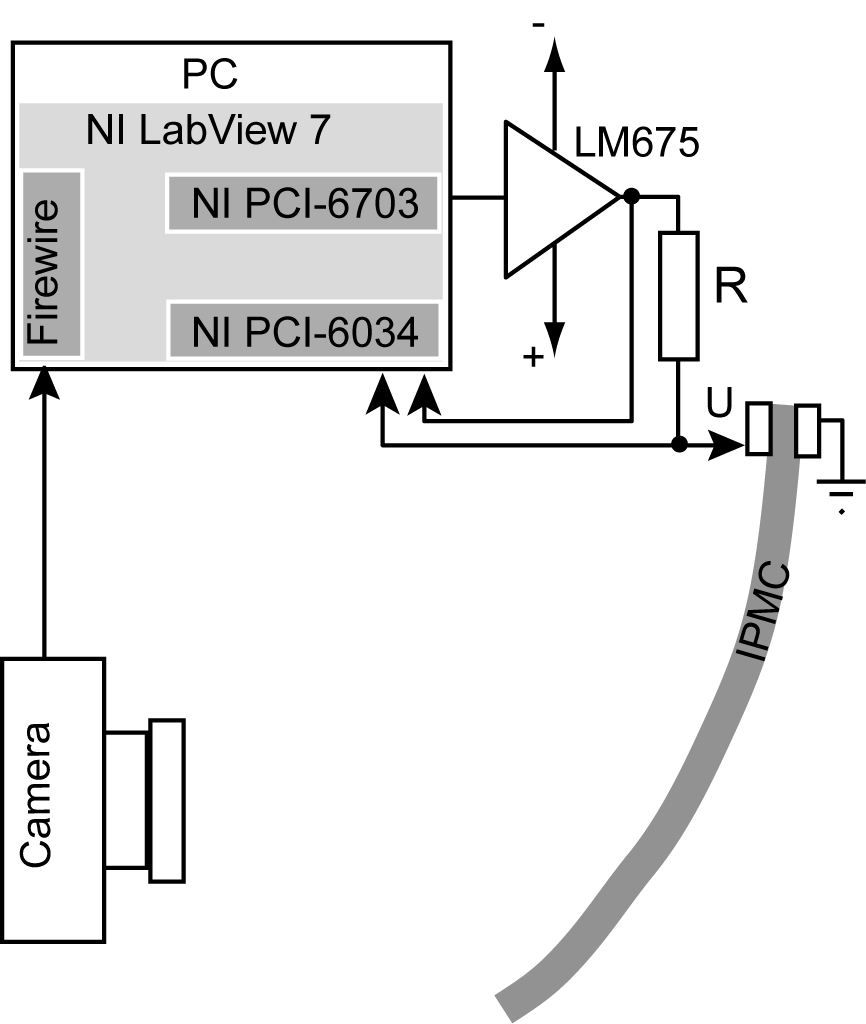 -
PC
NI LabView 7
LM675
Firewire
NI PCI-6703
R
NI PCI-6034
+
U
IPMC
Camera